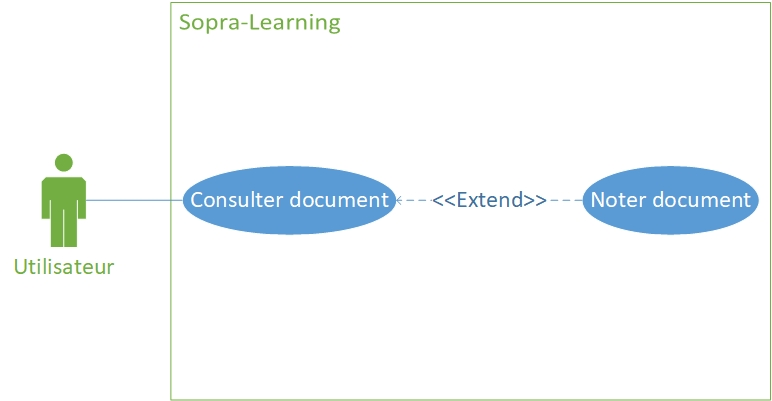 Sopra-Learning
Consulter document
<<Extend>>
Noter document
Utilisateur